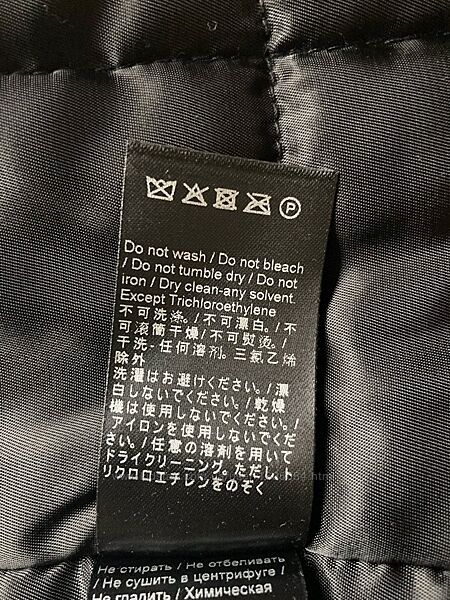 P
Do not wash / Do not bleach
/ Do not tumble dry / Do not
iron / Dry clean-any solvent.
Except Trichloroethylene
不可洗涤。/ 不可漂白。/ 不
可滚筒干燥 / 不可熨烫。/
干洗 - 任何溶剂。三氯乙烯
除外
洗濯はお避けください。/ 漂
白しないでください。/ 乾燥
機は使用しないでください。/
アイロンを使用しないでくだ
さい。/ 任意の溶剤を用いて
ドライクリーニング。ただし、ト
リクロロエチレンをのぞく
Не стирать / Не отбеливать
/ Не сушить в центрифуге /
Не гладить / Химическая